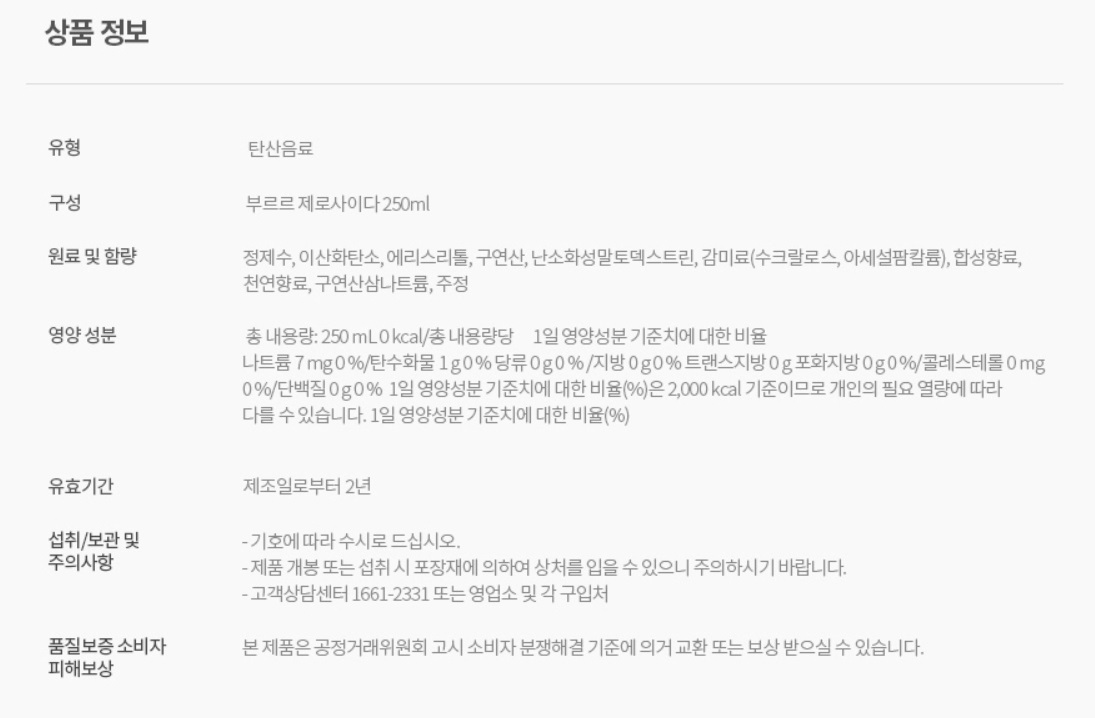 상품 정보
유형
탄산음료
구성
부르르 제로사이다 250ml
원료 및 함량
정제수, 이산화탄소, 에리스리톨, 구연산, 난소화성말토덱스트린, 감미료(수크랄로스, 아세설팜칼륨), 합성향료,
천연향료, 구연산삼나트륨, 주정
영양 성분
총 내용량: 250 mL 0 kcal/총 내용량당 1일 영양성분 기준치에 대한 비율
나트륨 7 mg 0 %/탄수화물 1 g 0 % 당류 0 g 0 % /지방 0 g 0 % 트랜스지방 0 g 포화지방 0 g 0 %/콜레스테롤 0 mg
0 %/단백질 0 g 0 % 1일 영양성분 기준치에 대한 비율(%)은 2,000 kcal 기준이므로 개인의 필요 열량에 따라
다를 수 있습니다. 1일 영양성분 기준치에 대한 비율(%)
유효기간
제조일로부터 2년
섭취/보관 및
주의사항
- 기호에 따라 수시로 드십시오.
- 제품 개봉 또는 섭취 시 포장재에 의하여 상처를 입을 수 있으니 주의하시기 바랍니다.
- 고객상담센터 1661-2331 또는 영업소 및 각 구입처
품질보증 소비자
피해보상
본 제품은 공정거래위원회 고시 소비자 분쟁해결 기준에 의거 교환 또는 보상 받으실 수 있습니다.